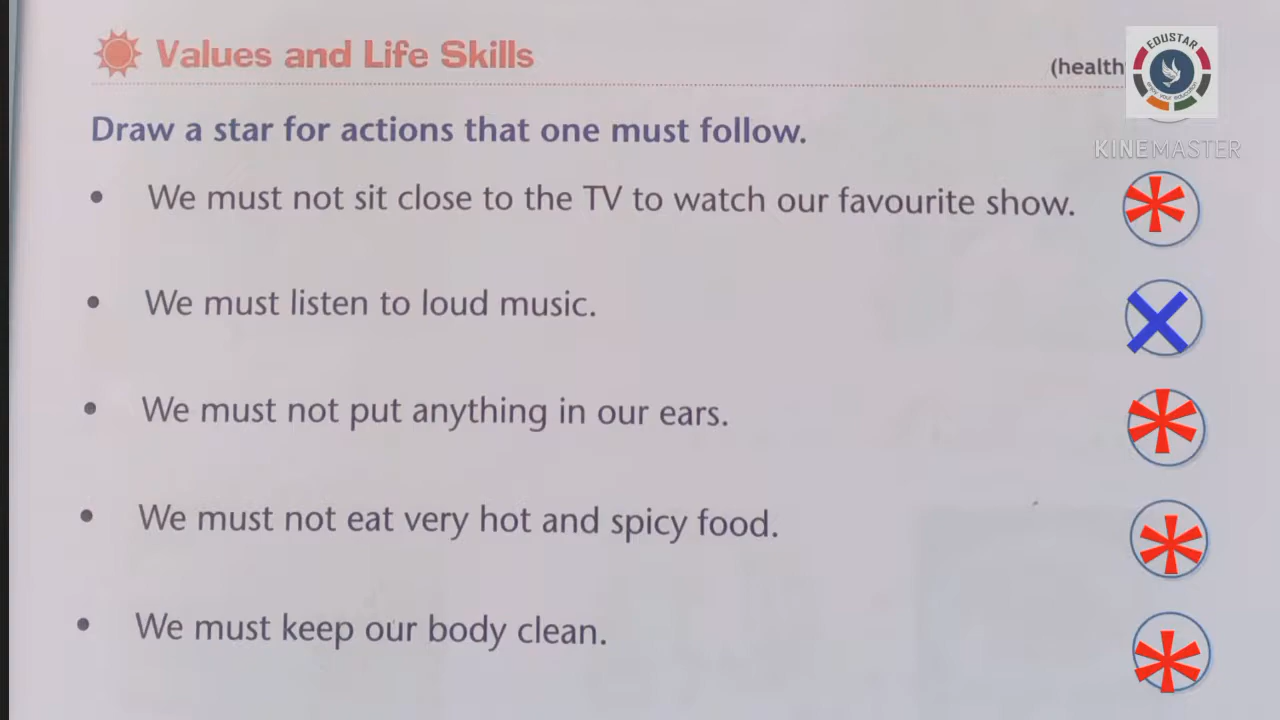 Values and Life Skills
(health
EDUSTAR
enjoy your education
KINEMASTER
Draw a star for actions that one must follow.
• We must not sit close to the TV to watch our favourite show.
• We must listen to loud music.
• We must not put anything in our ears.
• We must not eat very hot and spicy food.
• We must keep our body clean.